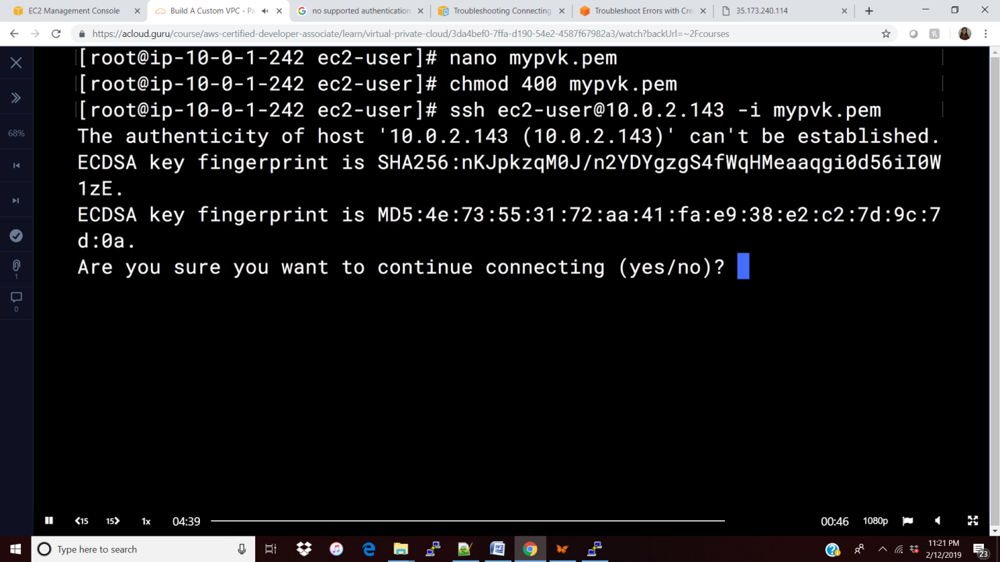 EC2 Management Console
Build A Custom VPC - Pa
no supported authentication
Troubleshooting Connecting
Troubleshoot Errors with Cre
35.173.240.114
https://acloud.guru/course/aws-certified-developer-associate/learn/virtual-private-cloud/3da4bef0-7ffa-d190-54e2-4587f67982a3/watch?backUrl=~2Fcourses
[root@ip-10-0-1-242 ec2-user]# nano mypvk.pem
[root@ip-10-0-1-242 ec2-user]# chmod 400 mypvk.pem
[root@ip-10-0-1-242 ec2-user]# ssh ec2-user@10.0.2.143 -i mypvk.pem
The authenticity of host '10.0.2.143 (10.0.2.143)' can't be established.
ECDSA key fingerprint is SHA256:nKJpkzqM0J/n2YDYgzgS4fWqHMeaaqgi0d56iI0W
1zE.
ECDSA key fingerprint is MD5:4e:73:55:31:72:aa:41:fa:e9:38:e2:c2:7d:9c:7
d:0a.
Are you sure you want to continue connecting (yes/no)?
68%
1
0
15
15
1x
04:39
00:46
1080p
Type here to search
11:21 PM
2/12/2019
23